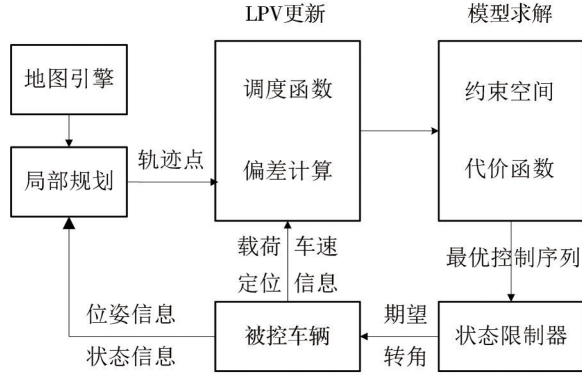 LPV更新
模型求解
地图引擎
调度函数
约束空间
局部规划
轨迹点
偏差计算
代价函数
载荷 车速
定位 信息
最优控制序列
位姿信息
状态信息
被控车辆
期望
转角
状态限制器